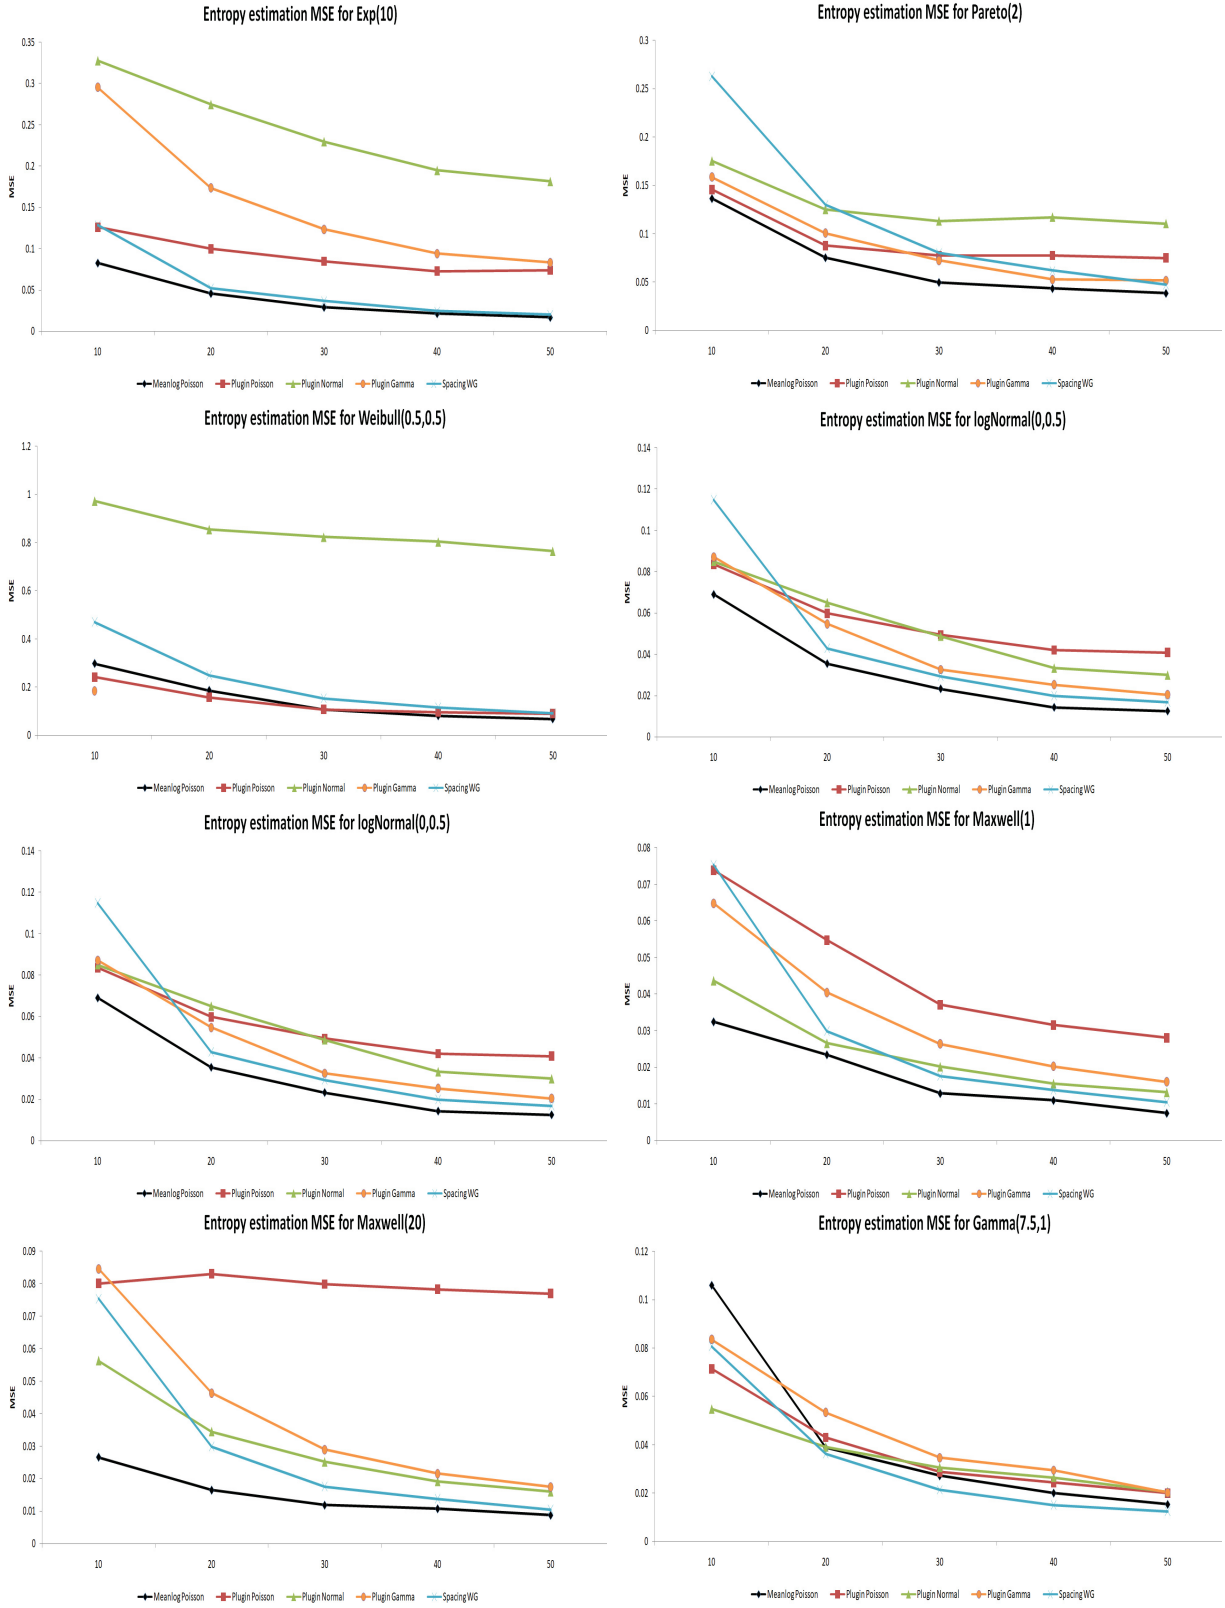 Entropy estimation MSE for Exp(10)
0.35
0.3
0.25
0.2
0.15
0.1
0.05
0
MSE
10 20 30 40 50
Meanlog Poisson Plugin Poisson Plugin Normal Plugin Gamma Spacing WG
Entropy estimation MSE for Pareto(2)
0.3
0.25
0.2
0.15
0.1
0.05
0
MSE
10 20 30 40 50
Meanlog Poisson Plugin Poisson Plugin Normal Plugin Gamma Spacing WG
Entropy estimation MSE for Weibull(0.5,0.5)
1.2
1
0.8
0.6
0.4
0.2
0
MSE
10 20 30 40 50
Meanlog Poisson Plugin Poisson Plugin Normal Plugin Gamma Spacing WG
Entropy estimation MSE for logNormal(0,0.5)
0.14
0.12
0.1
0.08
0.06
0.04
0.02
0
MSE
10 20 30 40 50
Meanlog Poisson Plugin Poisson Plugin Normal Plugin Gamma Spacing WG
Entropy estimation MSE for logNormal(0,0.5)
0.14
0.12
0.1
0.08
0.06
0.04
0.02
0
MSE
10 20 30 40 50
Meanlog Poisson Plugin Poisson Plugin Normal Plugin Gamma Spacing WG
Entropy estimation MSE for Maxwell(1)
0.08
0.07
0.06
0.05
0.04
0.03
0.02
0.01
0
MSE
10 20 30 40 50
Meanlog Poisson Plugin Poisson Plugin Normal Plugin Gamma Spacing WG
Entropy estimation MSE for Maxwell(20)
0.09
0.08
0.07
0.06
0.05
0.04
0.03
0.02
0.01
0
MSE
10 20 30 40 50
Meanlog Poisson Plugin Poisson Plugin Normal Plugin Gamma Spacing WG
Entropy estimation MSE for Gamma(7.5,1)
0.12
0.1
0.08
0.06
0.04
0.02
0
MSE
10 20 30 40 50
Meanlog Poisson Plugin Poisson Plugin Normal Plugin Gamma Spacing WG